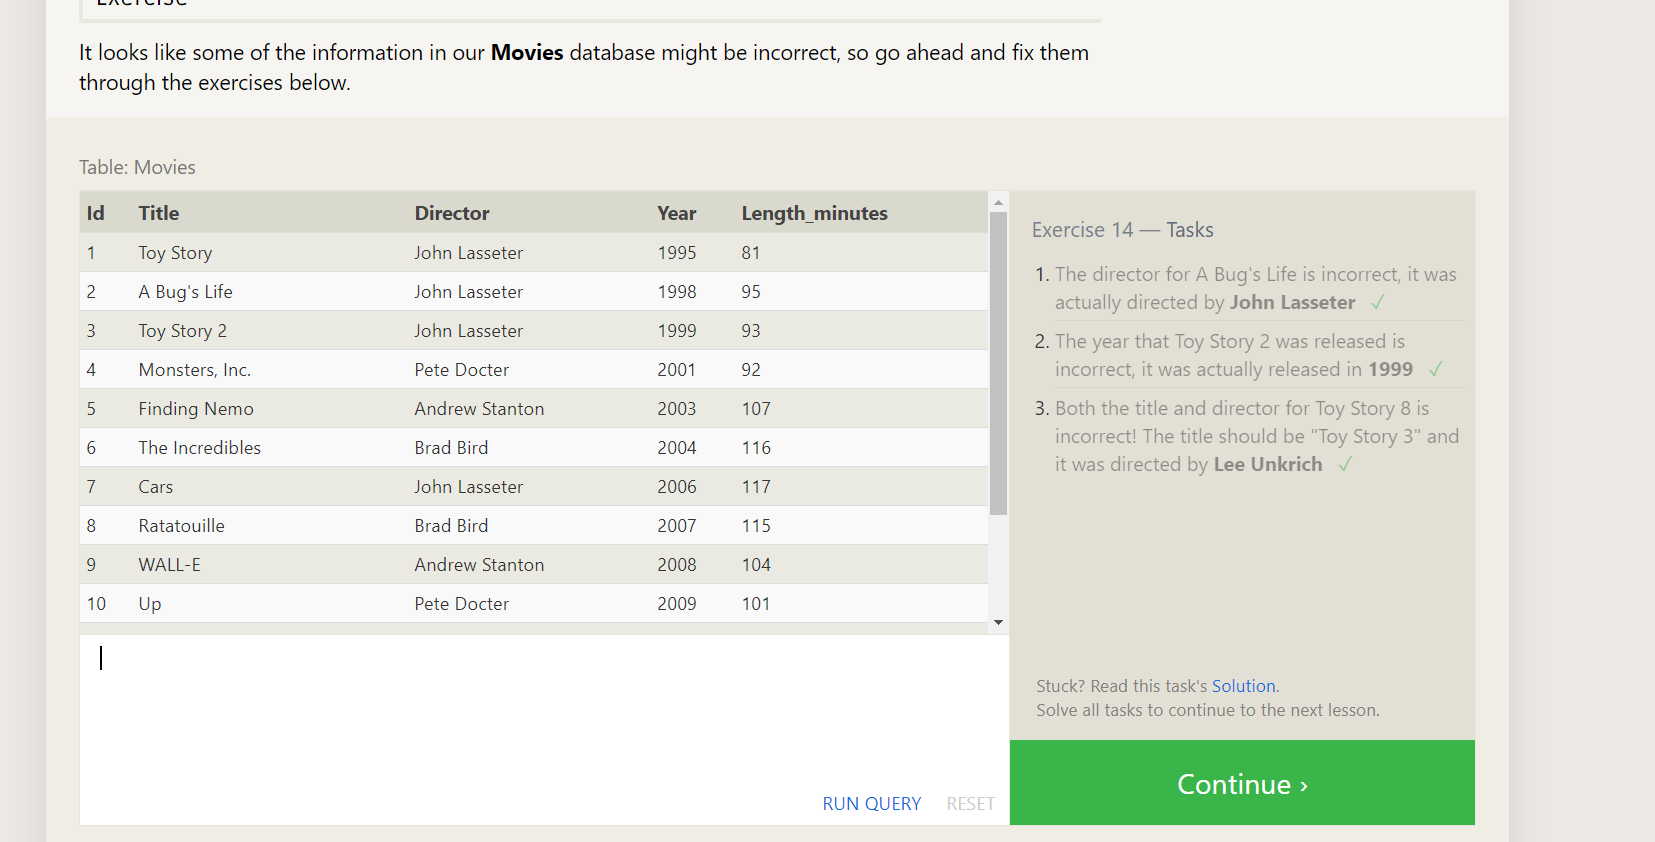 Exercise
It looks like some of the information in our Movies database might be incorrect, so go ahead and fix them
through the exercises below.
Table: Movies
Id Title Director Year Length_minutes
1 Toy Story John Lasseter 1995 81
2 A Bug's Life John Lasseter 1998 95
3 Toy Story 2 John Lasseter 1999 93
4 Monsters, Inc. Pete Docter 2001 92
5 Finding Nemo Andrew Stanton 2003 107
6 The Incredibles Brad Bird 2004 116
7 Cars John Lasseter 2006 117
8 Ratatouille Brad Bird 2007 115
9 WALL-E Andrew Stanton 2008 104
10 Up Pete Docter 2009 101
RUN QUERY RESET
Exercise 14 — Tasks
1. The director for A Bug's Life is incorrect, it was
actually directed by John Lasseter ✓
2. The year that Toy Story 2 was released is
incorrect, it was actually released in 1999 ✓
3. Both the title and director for Toy Story 8 is
incorrect! The title should be "Toy Story 3" and
it was directed by Lee Unkrich ✓
Stuck? Read this task's Solution.
Solve all tasks to continue to the next lesson.
Continue ›